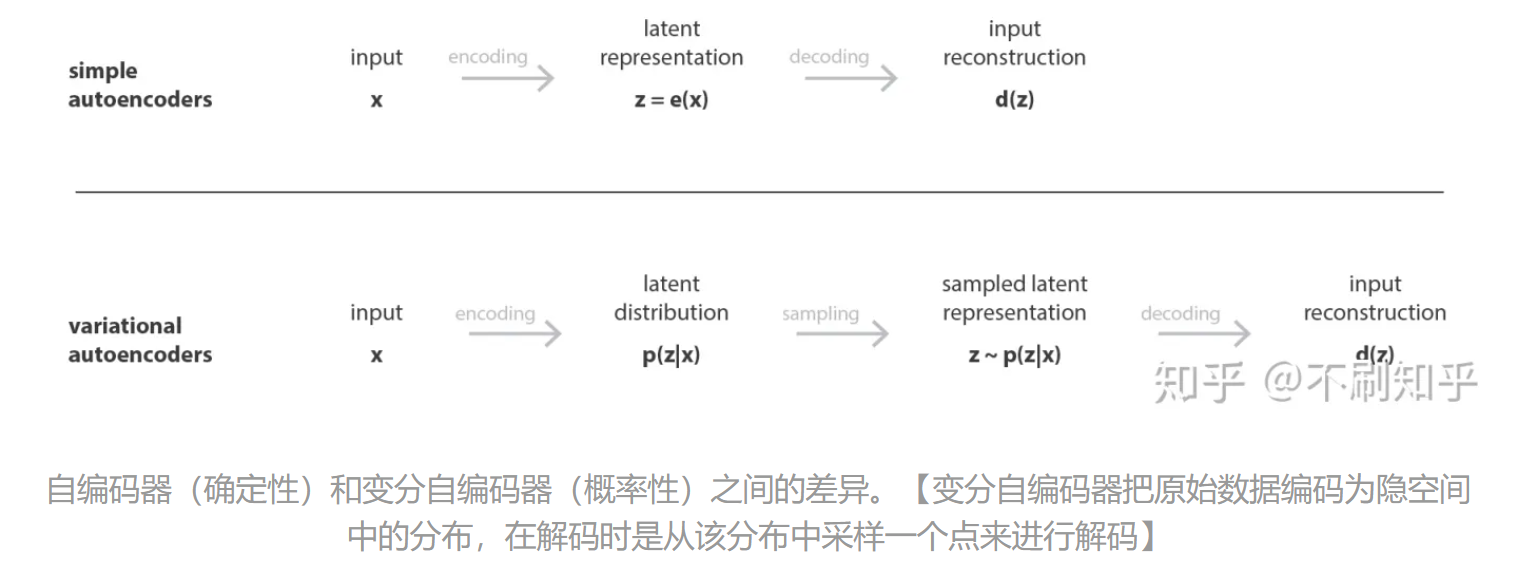 latent
input
input encoding representation decoding reconstruction
simple
autoencoders x z = e(x) d(z)
latent sampled latent input
input encoding distribution sampling representation decoding reconstruction
variational
autoencoders x p(z|x) z ~ p(z|x) d(z)
知乎 @不刷知乎
自编码器（确定性）和变分自编码器（概率性）之间的差异。【变分自编码器把原始数据编码为隐空间
中的分布，在解码时是从该分布中采样一个点来进行解码】